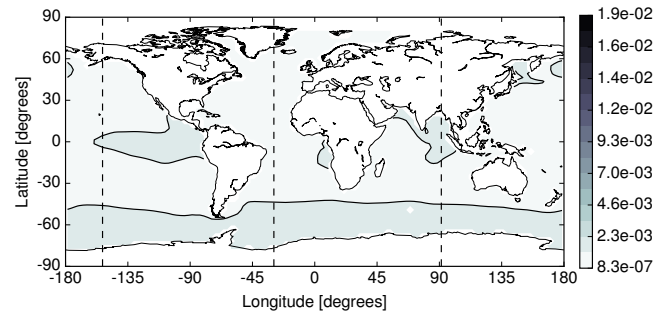 90
60
30
0
-30
-60
-90
Latitude [degrees]
-180 -135 -90 -45 0 45 90 135 180
Longitude [degrees]
1.9e-02
1.6e-02
1.4e-02
1.2e-02
9.3e-03
7.0e-03
4.6e-03
2.3e-03
8.3e-07